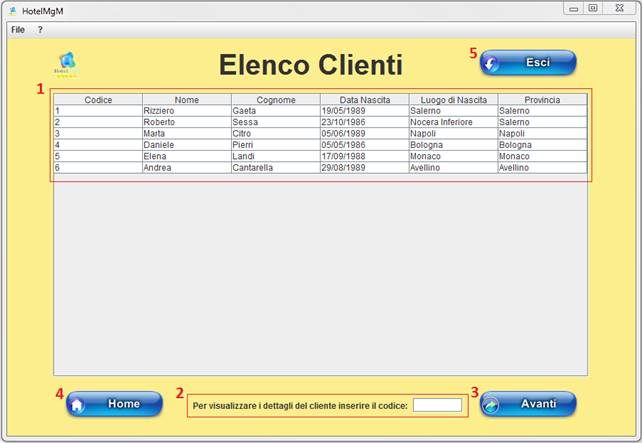 HotelMgM
File ?
Elenco Clienti
5 Esci
1
Codice Nome Cognome Data Nascita Luogo di Nascita Provincia
1 Rizziero Gaeta 19/05/1989 Salerno Salerno
2 Roberto Sessa 23/10/1986 Nocera Inferiore Salerno
3 Marta Citro 05/06/1989 Napoli Napoli
4 Daniele Pierri 05/05/1986 Bologna Bologna
5 Elena Landi 17/09/1988 Monaco Monaco
6 Andrea Cantarella 29/08/1989 Avellino Avellino
4 Home
2 Per visualizzare i dettagli del cliente inserire il codice:
3 Avanti